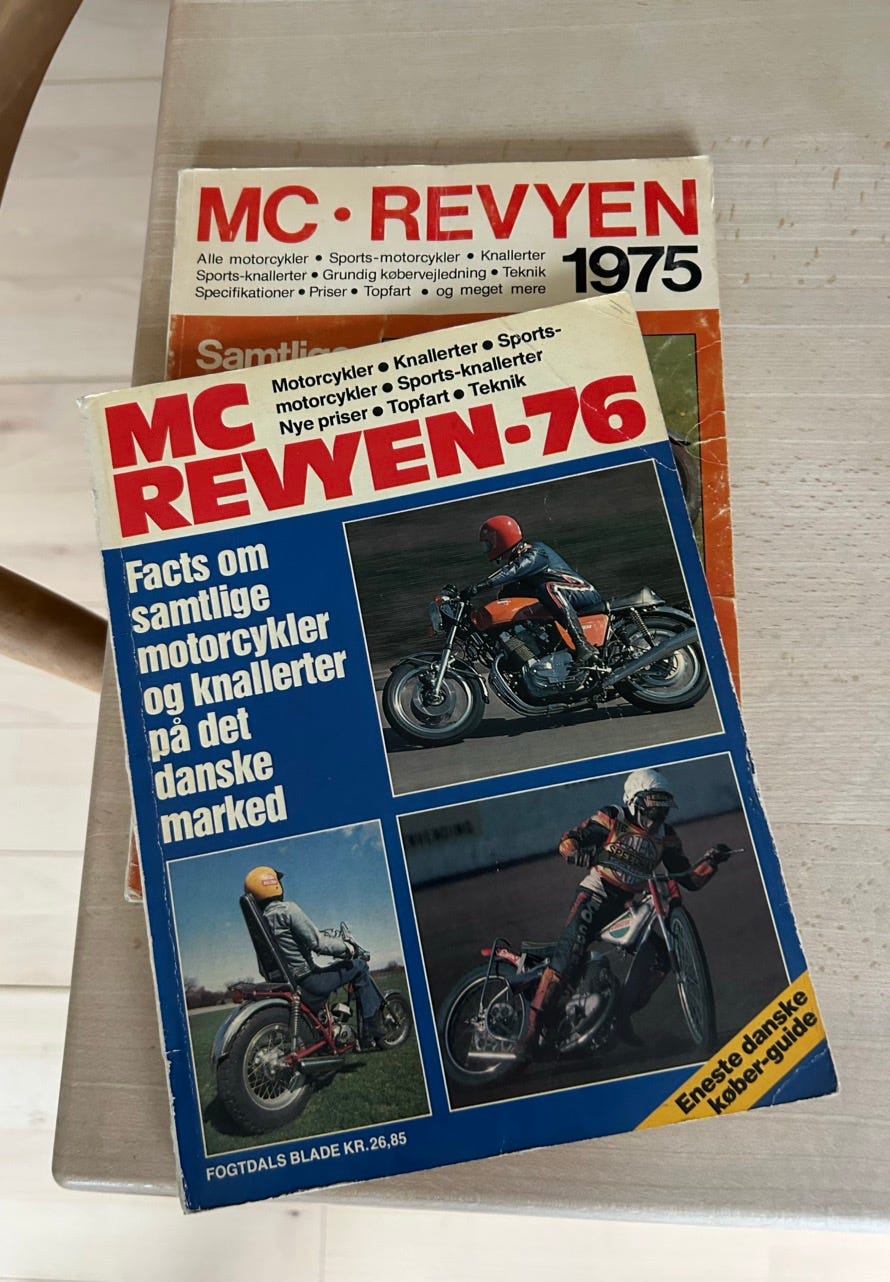 MC · REVYEN
Alle motorcykler • Sports-motorcykler • Knallerter
Sports-knallerter • Grundig købervejledning • Teknik
Specifikationer • Priser • Topfart • og meget mere
1975
Samtlige
Motorcykler • Knallerter • Sports-
motorcykler • Sports-knallerter
Nye priser • Topfart • Teknik
MC
REVYEN-76
Facts om
samtlige
motorcykler
og knallerter
på det
danske
marked
Eneste danske
køber-guide
FOGTDALS BLADE KR. 26,85